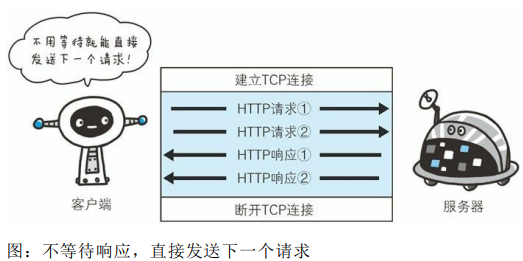 不用等待就能直接
发送下一个请求！
建立TCP连接
HTTP请求①
HTTP请求②
HTTP响应①
HTTP响应②
断开TCP连接
客户端
服务器
图：不等待响应，直接发送下一个请求